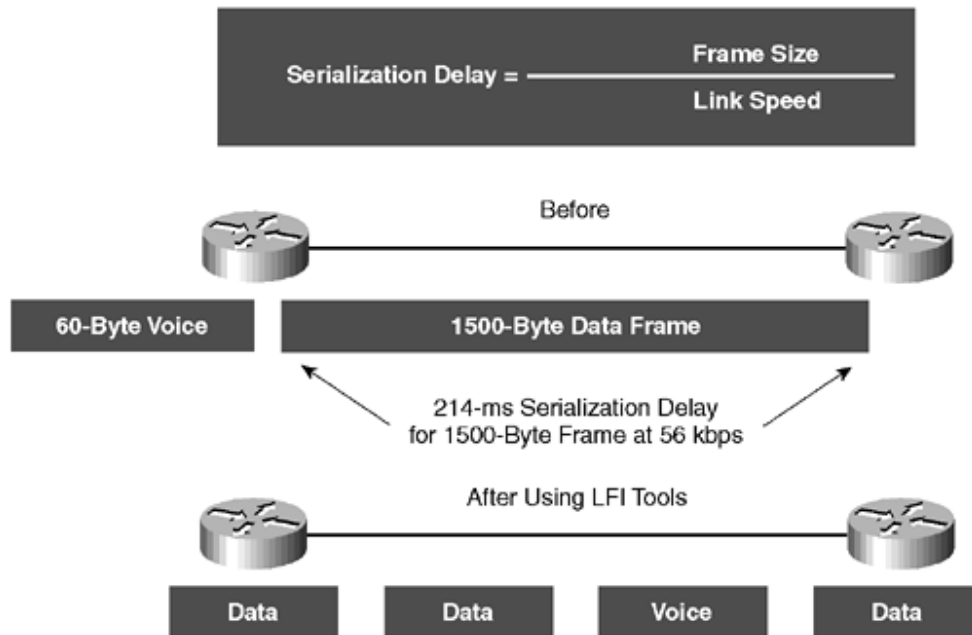 Serialization Delay =
Frame Size
Link Speed
Before
60-Byte Voice
1500-Byte Data Frame
214-ms Serialization Delay
for 1500-Byte Frame at 56 kbps
After Using LFI Tools
Data
Data
Voice
Data